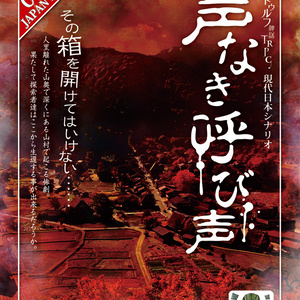 JAPAN
トゥルフ神話TRPG・現代日本シナリオ
声なき呼び声
その箱を開けてはいけない……
人里離れた山奥で深くにある山村で起こる惨劇、
果たして探索者達はここから生還する事が出来るだろうか。